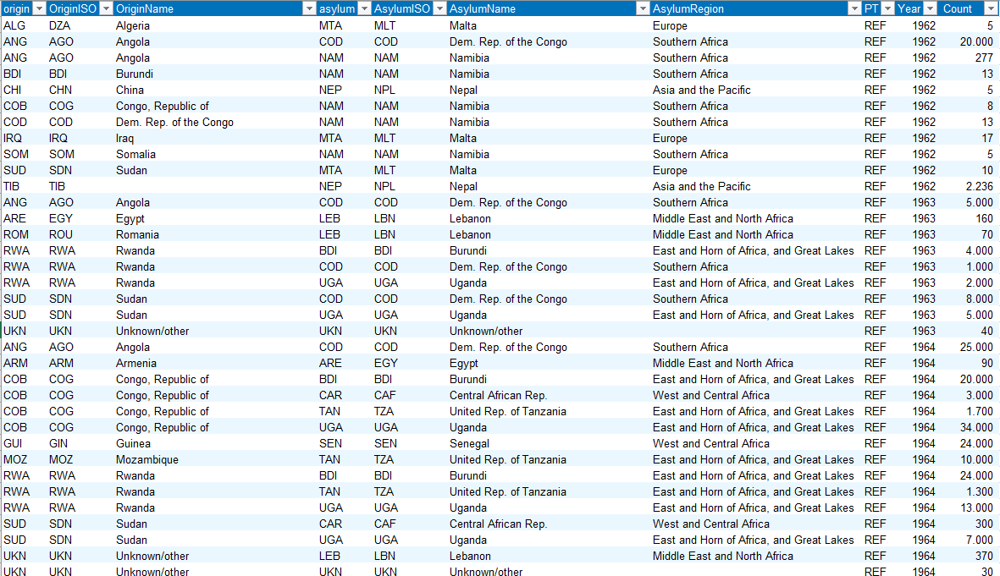 origin OriginISO OriginName asylum AsylumISO AsylumName AsylumRegion PT Year Count
ALG DZA Algeria MTA MLT Malta Europe REF 1962 5
ANG AGO Angola COD COD Dem. Rep. of the Congo Southern Africa REF 1962 20.000
ANG AGO Angola NAM NAM Namibia Southern Africa REF 1962 277
BDI BDI Burundi NAM NAM Namibia Southern Africa REF 1962 13
CHI CHN China NEP NPL Nepal Asia and the Pacific REF 1962 5
COB COG Congo, Republic of NAM NAM Namibia Southern Africa REF 1962 8
COD COD Dem. Rep. of the Congo NAM NAM Namibia Southern Africa REF 1962 13
IRQ IRQ Iraq MTA MLT Malta Europe REF 1962 17
SOM SOM Somalia NAM NAM Namibia Southern Africa REF 1962 5
SUD SDN Sudan MTA MLT Malta Europe REF 1962 10
TIB TIB NEP NPL Nepal Asia and the Pacific REF 1962 2.236
ANG AGO Angola COD COD Dem. Rep. of the Congo Southern Africa REF 1963 5.000
ARE EGY Egypt LEB LBN Lebanon Middle East and North Africa REF 1963 160
ROM ROU Romania LEB LBN Lebanon Middle East and North Africa REF 1963 70
RWA RWA Rwanda BDI BDI Burundi East and Horn of Africa, and Great Lakes REF 1963 4.000
RWA RWA Rwanda COD COD Dem. Rep. of the Congo Southern Africa REF 1963 1.000
RWA RWA Rwanda UGA UGA Uganda East and Horn of Africa, and Great Lakes REF 1963 2.000
SUD SDN Sudan COD COD Dem. Rep. of the Congo Southern Africa REF 1963 8.000
SUD SDN Sudan UGA UGA Uganda East and Horn of Africa, and Great Lakes REF 1963 5.000
UKN UKN Unknown/other UKN UKN Unknown/other REF 1963 40
ANG AGO Angola COD COD Dem. Rep. of the Congo Southern Africa REF 1964 25.000
ARM ARM Armenia ARE EGY Egypt Middle East and North Africa REF 1964 90
COB COG Congo, Republic of BDI BDI Burundi East and Horn of Africa, and Great Lakes REF 1964 20.000
COB COG Congo, Republic of CAR CAF Central African Rep. West and Central Africa REF 1964 3.000
COB COG Congo, Republic of TAN TZA United Rep. of Tanzania East and Horn of Africa, and Great Lakes REF 1964 1.700
COB COG Congo, Republic of UGA UGA Uganda East and Horn of Africa, and Great Lakes REF 1964 34.000
GUI GIN Guinea SEN SEN Senegal West and Central Africa REF 1964 24.000
MOZ MOZ Mozambique TAN TZA United Rep. of Tanzania East and Horn of Africa, and Great Lakes REF 1964 10.000
RWA RWA Rwanda BDI BDI Burundi East and Horn of Africa, and Great Lakes REF 1964 24.000
RWA RWA Rwanda TAN TZA United Rep. of Tanzania East and Horn of Africa, and Great Lakes REF 1964 1.300
RWA RWA Rwanda UGA UGA Uganda East and Horn of Africa, and Great Lakes REF 1964 13.000
SUD SDN Sudan CAR CAF Central African Rep. West and Central Africa REF 1964 300
SUD SDN Sudan UGA UGA Uganda East and Horn of Africa, and Great Lakes REF 1964 7.000
UKN UKN Unknown/other LEB LBN Lebanon Middle East and North Africa REF 1964 370
UKN UKN Unknown/other UKN UKN Unknown/other REF 1964 30